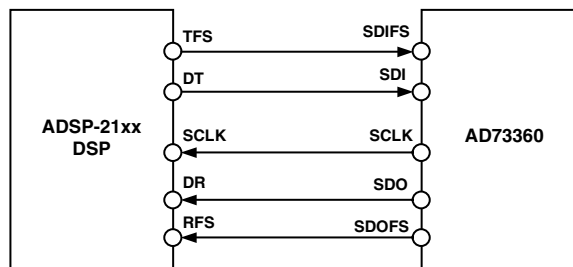 TFS SDIFS
DT SDI
ADSP-21xx
DSP
SCLK SCLK
AD73360
DR SDO
RFS SDOFS